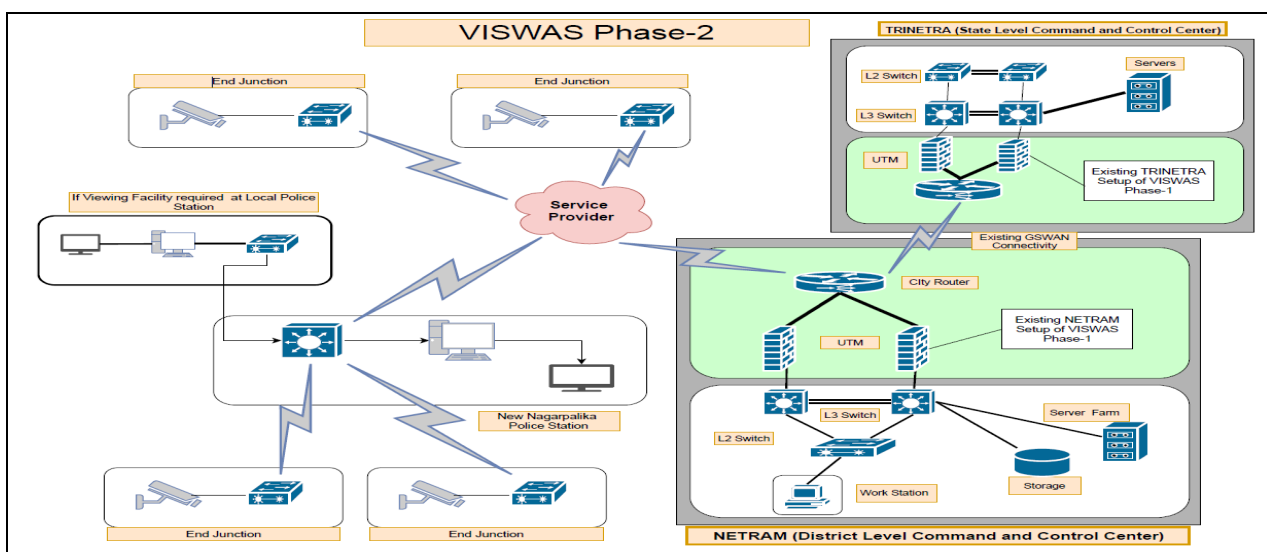 VISWAS Phase-2
TRINETRA (State Level Command and Control Center)
End Junction
End Junction
L2 Switch
Servers
L3 Switch
UTM
Existing TRINETRA
Setup of VISWAS
Phase-1
If Viewing Facility required at Local Police
Station
Service
Provider
Existing GSWAN
Connectivity
CIty Router
Existing NETRAM
Setup of VISWAS
Phase-1
UTM
New Nagarpalika
Police Station
L3 Switch
L2 Switch
Server Farm
Storage
Work Station
End Junction
End Junction
NETRAM (District Level Command and Control Center)